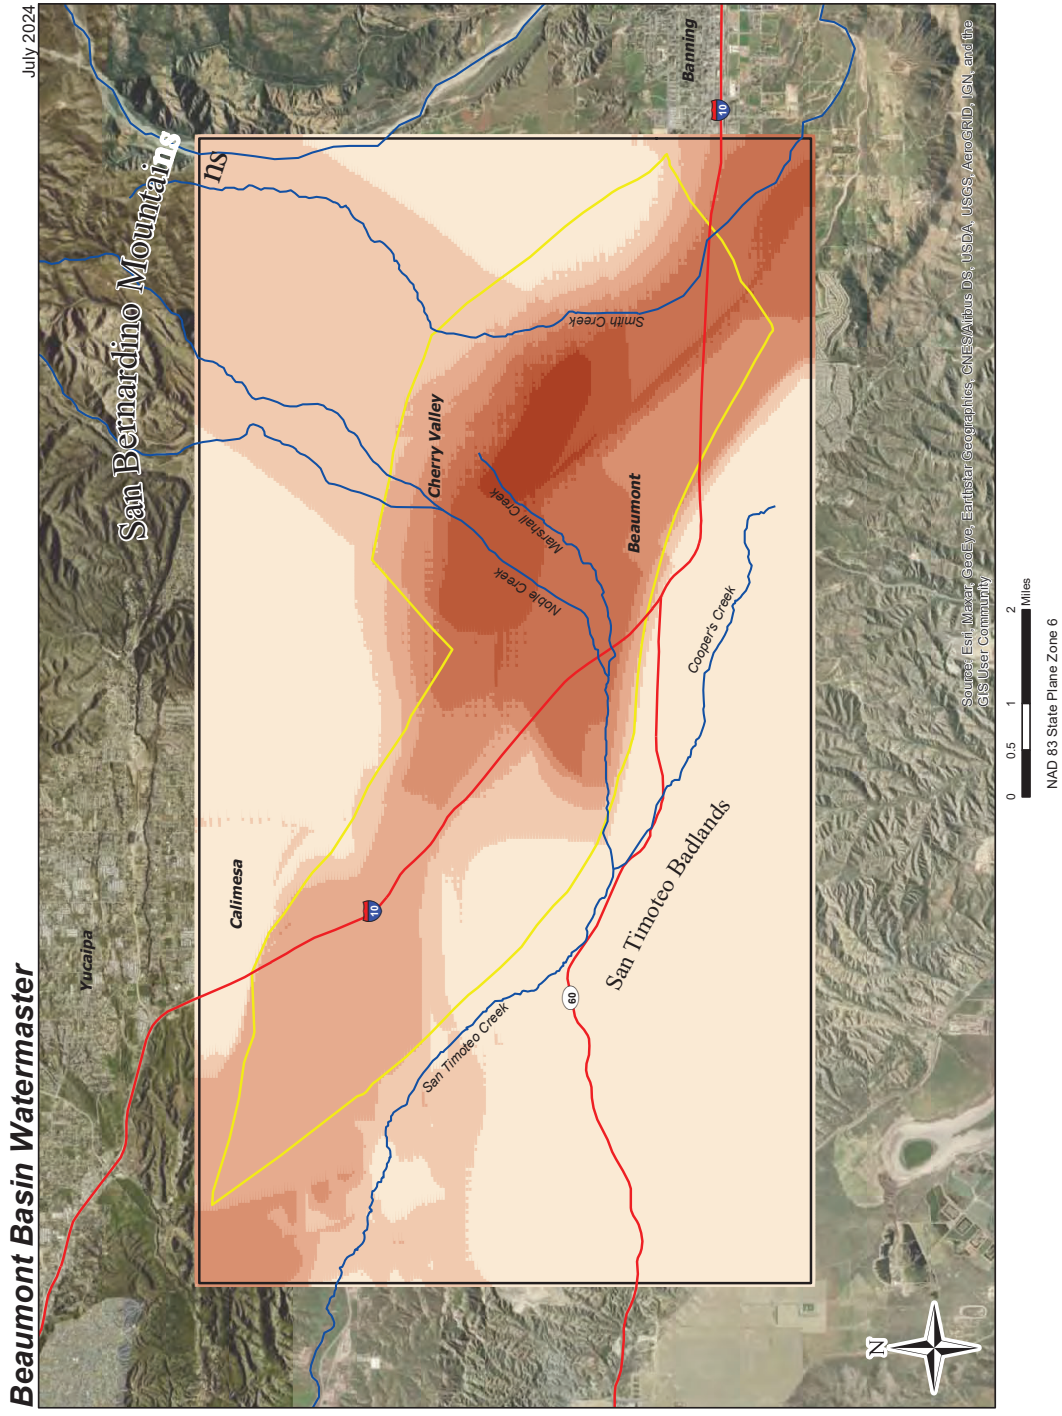 Beaumont Basin Watermaster
July 2024
San Bernardino Mountains
ns
Yucaipa
Calimesa
Cherry Valley
Banning
10
10
Smith Creek
Marshall Creek
Noble Creek
Beaumont
Cooper's Creek
San Timoteo Badlands
San Timoteo Creek
60
N
Source: Esri, Maxar, GeoEye, Earthstar Geographics, CNES/Airbus DS, USDA, USGS, AeroGRID, IGN, and the
GIS User Community
0 0.5 1 2
Miles
NAD 83 State Plane Zone 6